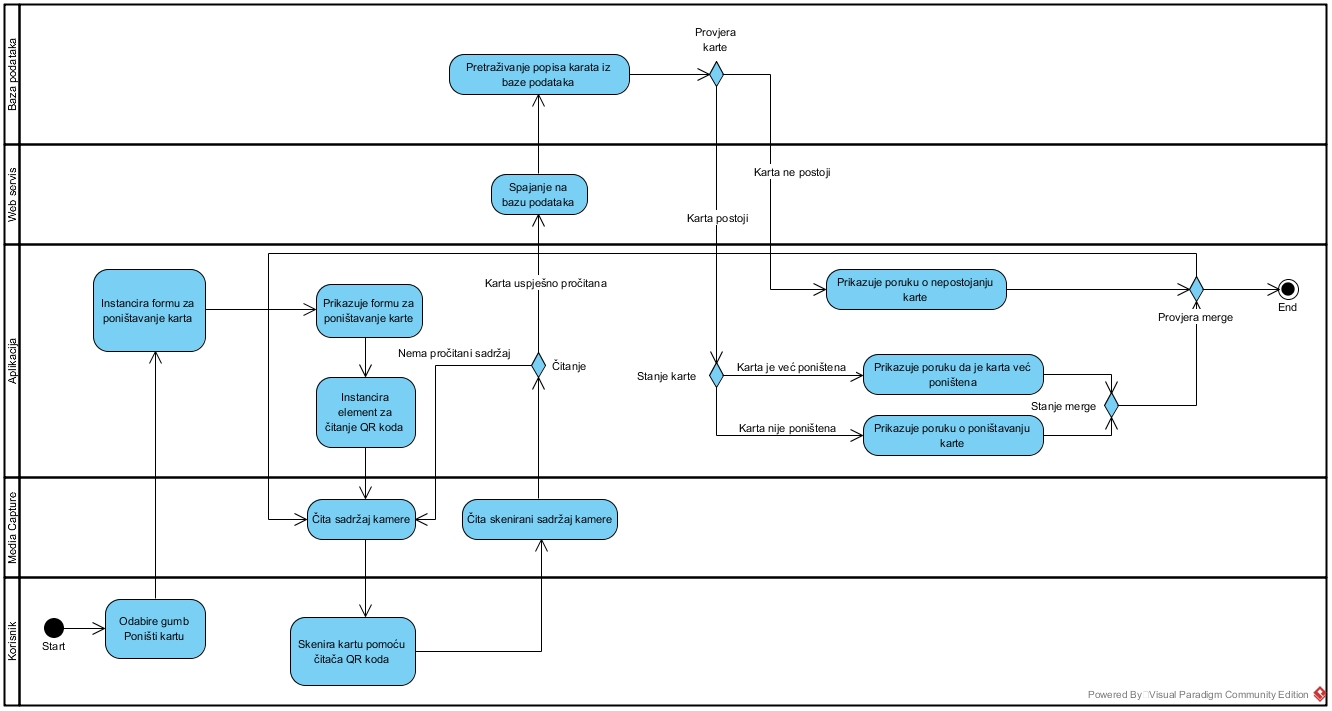 Baza podataka
Provjera
karte
Pretraživanje popisa karata iz
baze podataka
Web servis
Spajanje na
bazu podataka
Karta ne postoji
Karta postoji
Aplikacija
Instancira formu za
poništavanje karta
Prikazuje formu za
poništavanje karte
Karta uspješno pročitana
Prikazuje poruku o nepostojanju
karte
End
Provjera merge
Nema pročitani sadržaj
Čitanje
Stanje karte
Karta je već poništena
Prikazuje poruku da je karta već
poništena
Instancira
element za
čitanje QR koda
Stanje merge
Karta nije poništena
Prikazuje poruku o poništavanju
karte
Media Capture
Čita sadržaj kamere
Čita skenirani sadržaj kamere
Korisnik
Start
Odabire gumb
Poništi kartu
Skenira kartu pomoću
čitača QR koda
Powered By Visual Paradigm Community Edition